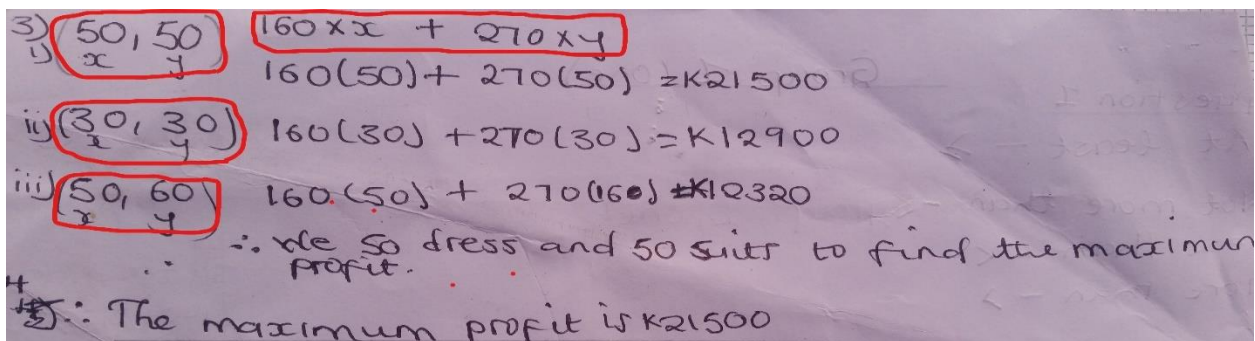 3) i) (50, 50) 160 × x + 270 × y
x y
160(50) + 270(50) = K21500
ii) (30, 30) 160(30) + 270(30) = K12900
x y
iii) (50, 60) 160(50) + 270(160) = K12320
x y
∴ We 50 dress and 50 suits to find the maximum
profit.
4
∴ The maximum profit is K21500